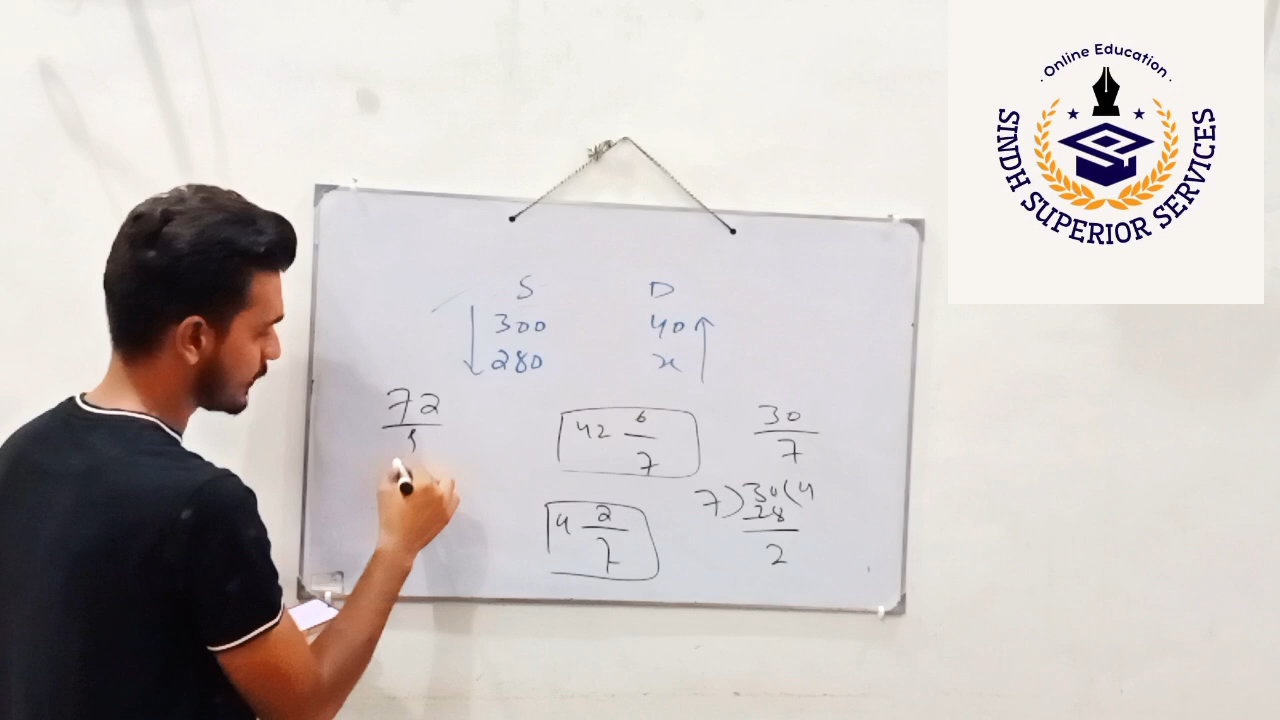 Online Education
SINDH SUPERIOR SERVICES
S D
300 40
280 x
72
42 6/7
30
7
4 2/7
7)30(4
28
2